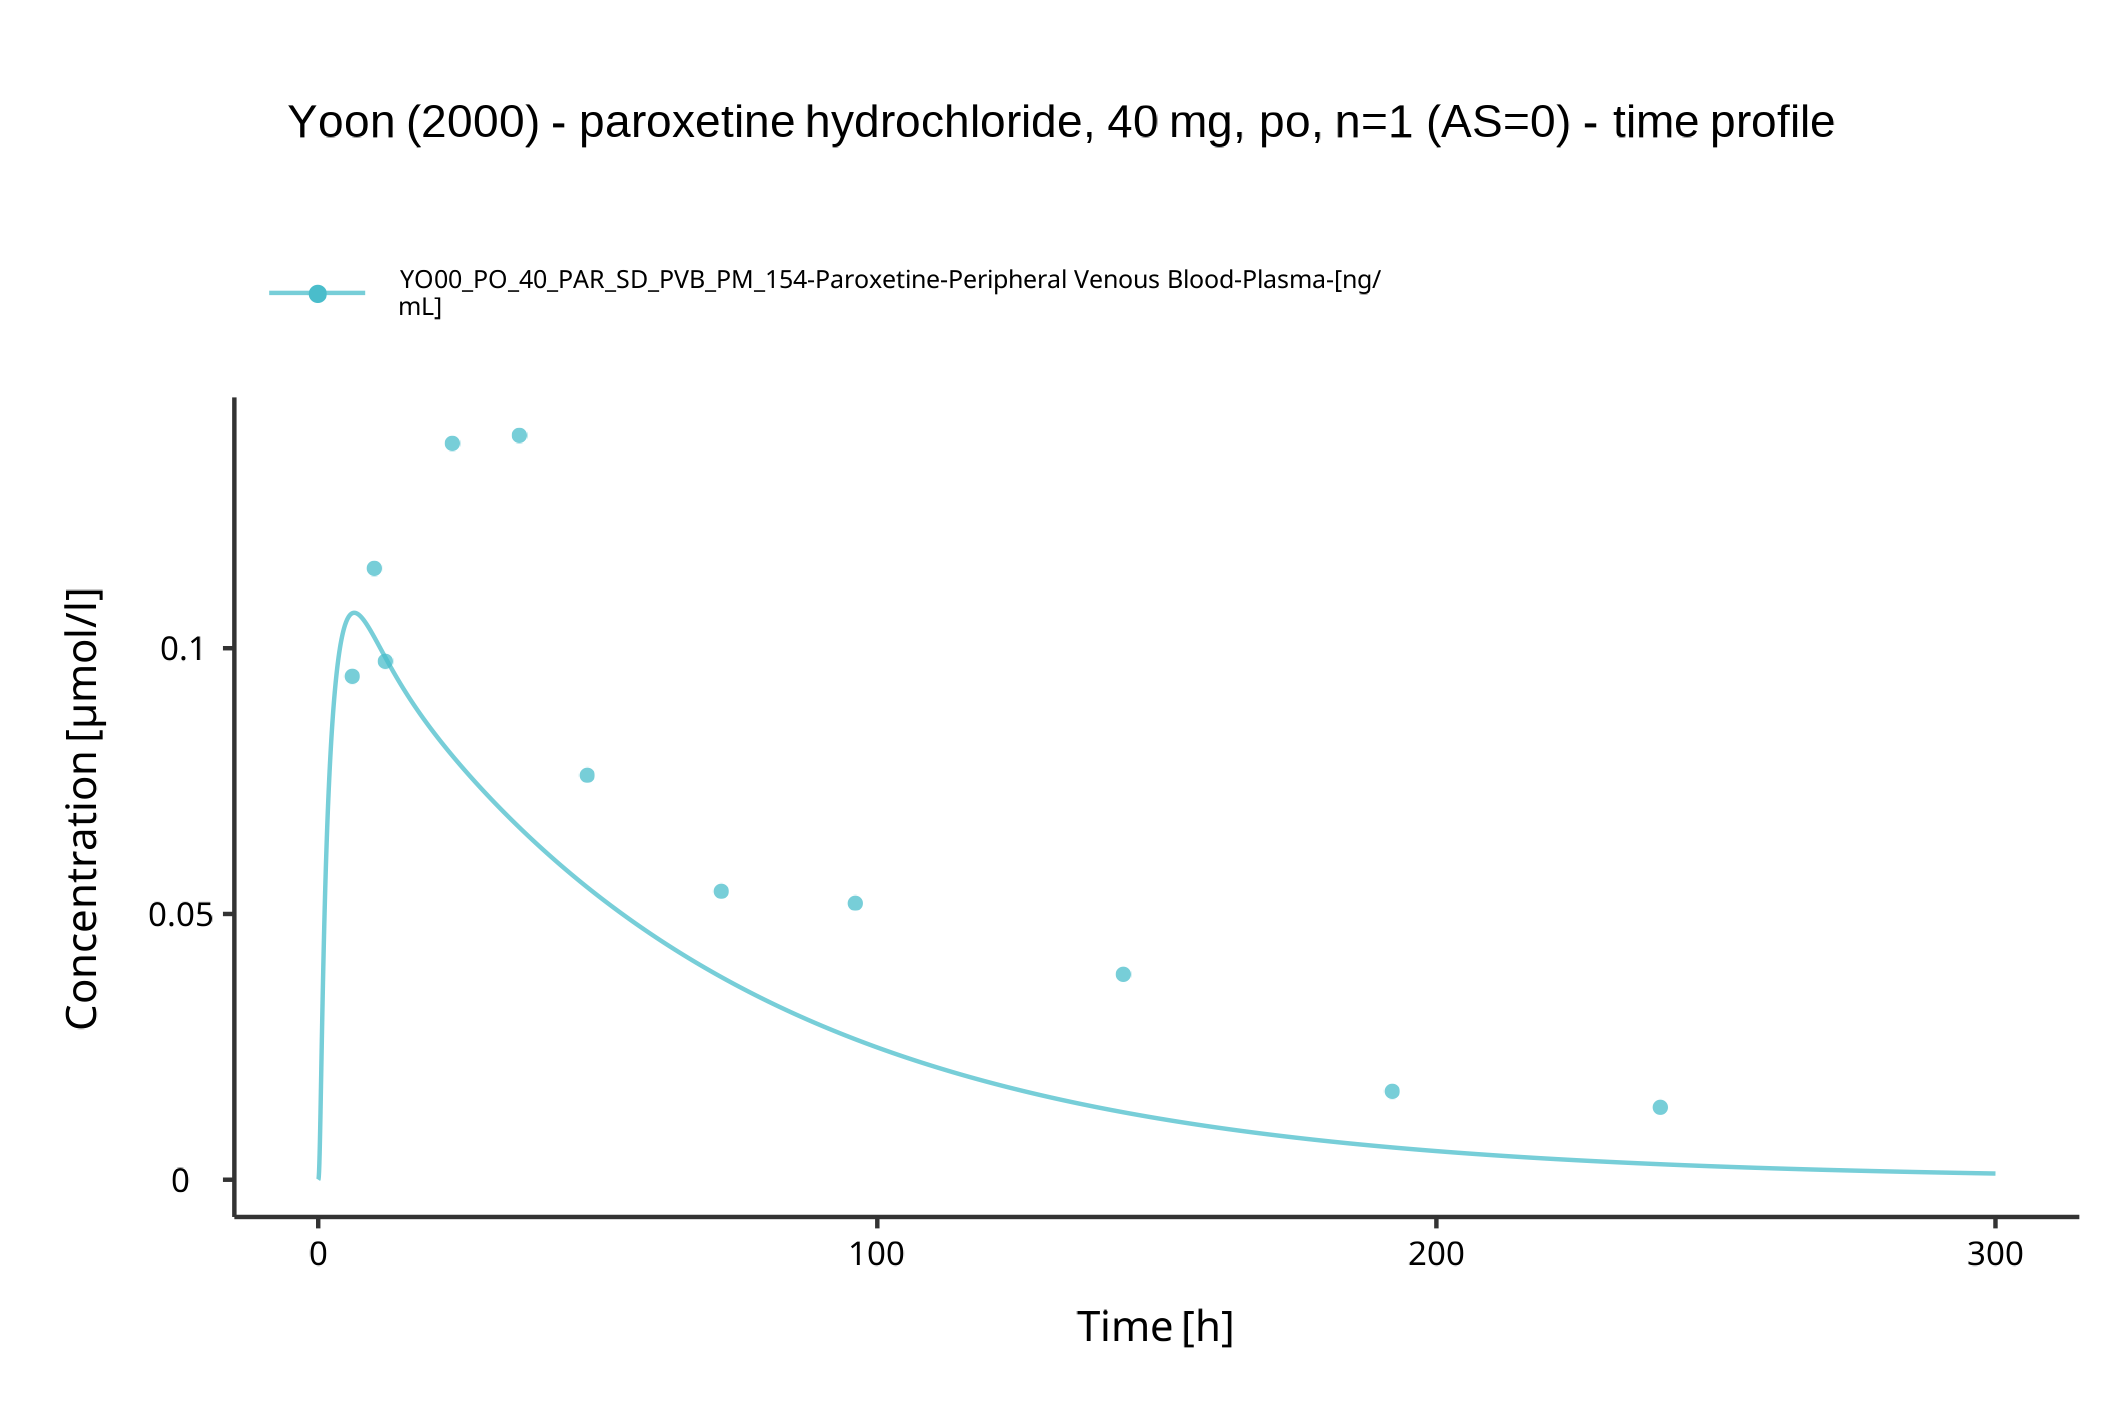 Yoon (2000) - paroxetine hydrochloride, 40 mg, po, n=1 (AS=0) - time profile
YO00_PO_40_PAR_SD_PVB_PM_154-Paroxetine-Peripheral Venous Blood-Plasma-[ng/
mL]
Concentration [µmol/l]
0.1
0.05
0
0 100 200 300
Time [h]